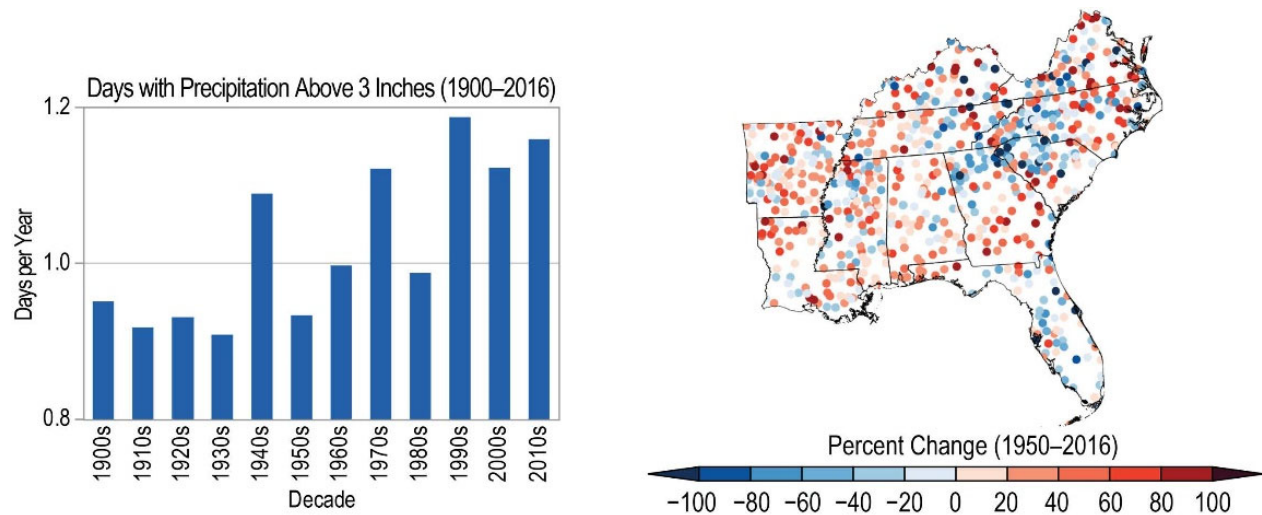 Days with Precipitation Above 3 Inches (1900–2016)
1.2
1.0
0.8
Days per Year
1900s
1910s
1920s
1930s
1940s
1950s
1960s
1970s
1980s
1990s
2000s
2010s
Decade
Percent Change (1950–2016)
−100 −80 −60 −40 −20 0 20 40 60 80 100